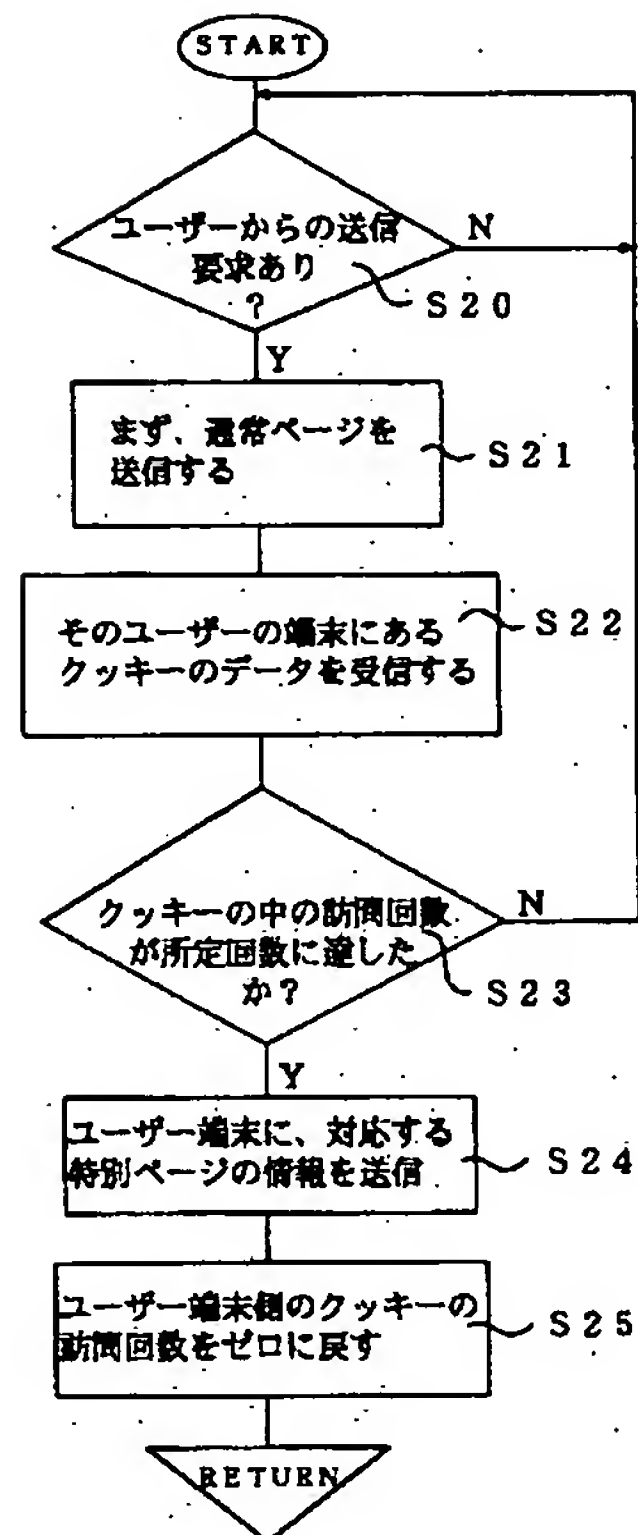 START
ユーザーからの送信
要求あり
?
N
S20
Y
まず、通常ページを
送信する
S21
そのユーザーの端末にある
クッキーのデータを受信する
S22
クッキーの中の訪問回数
が所定回数に達した
か?
N
S23
Y
ユーザー端末に、対応する
特別ページの情報を送信
S24
ユーザー端末側のクッキーの
訪問回数をゼロに戻す
S25
RETURN